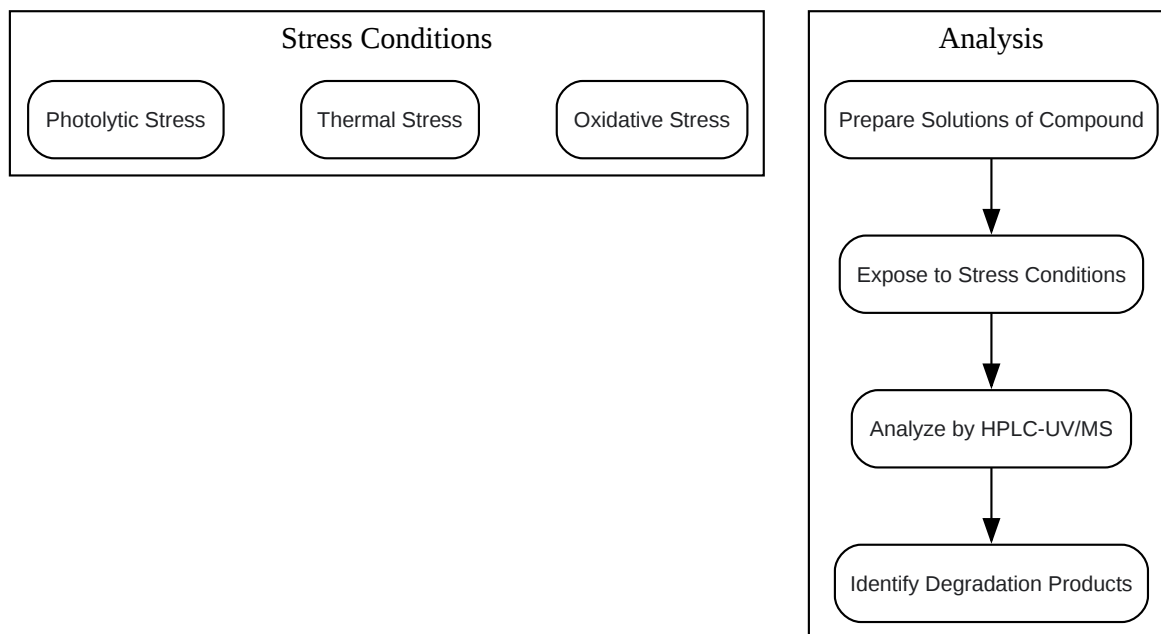 Stress Conditions
Photolytic Stress
Thermal Stress
Oxidative Stress
Analysis
Prepare Solutions of Compound
Expose to Stress Conditions
Analyze by HPLC-UV/MS
Identify Degradation Products